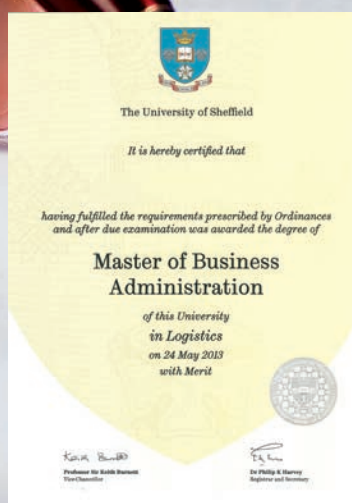 The University of Sheffield
It is hereby certified that
having fulfilled the requirements prescribed by Ordinances
and after due examination was awarded the degree of
Master of Business
Administration
of this University
in Logistics
on 24 May 2013
with Merit
Professor Sir Keith Burnett
Vice-Chancellor
Dr Philip K Harvey
Registrar and Secretary